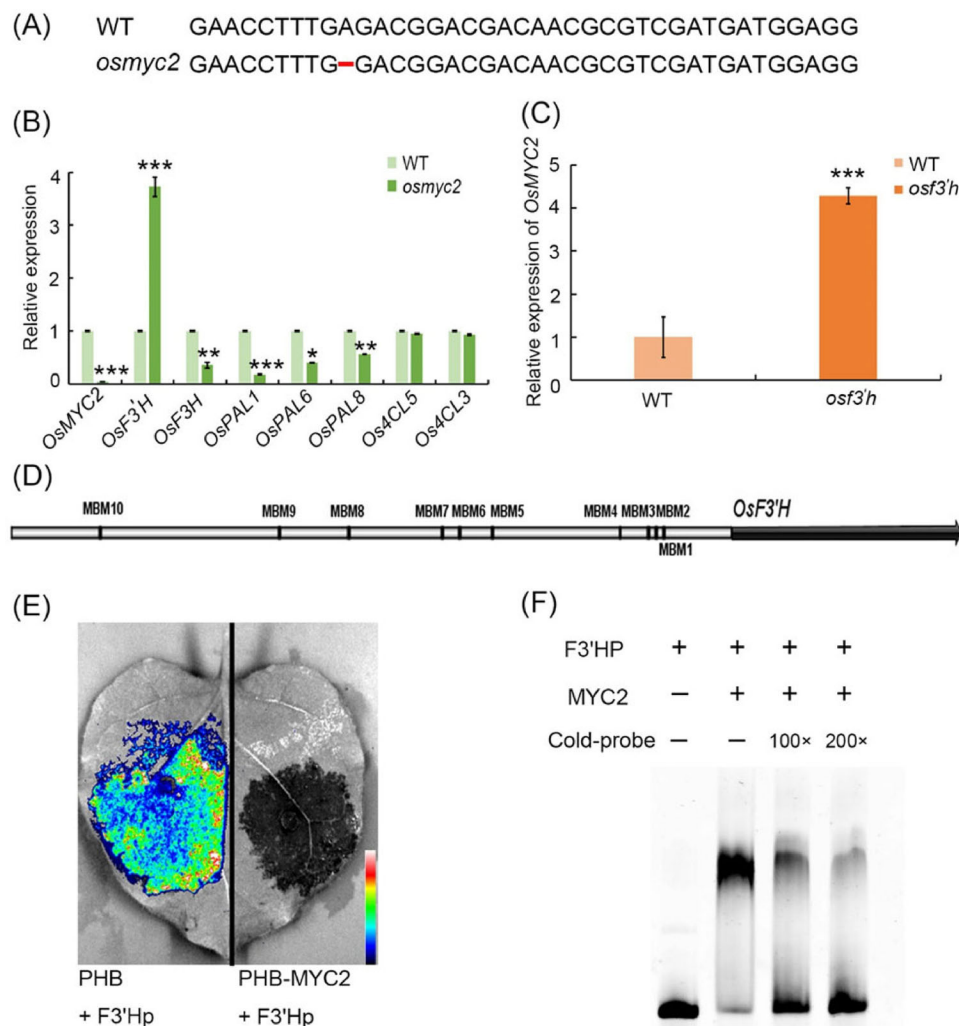 (A)
WT GAACCTTTGAGACGGACGACAACGCGTCGATGATGGAGG
osmyc2 GAACCTTTG–GACGGACGACAACGCGTCGATGATGGAGG
(B)
Relative expression
4
3
2
1
0
***
***
**
***
*
**
WT
osmyc2
OsMYC2
OsF3'H
OsF3H
OsPAL1
OsPAL6
OsPAL8
Os4CL5
Os4CL3
(C)
Relative expression of OsMYC2
5
4
3
2
1
0
***
WT
osf3'h
WT
osf3'h
(D)
MBM10 MBM9 MBM8 MBM7 MBM6 MBM5 MBM4 MBM3 MBM2 OsF3'H
MBM1
(E)
PHB PHB-MYC2
+ F3'Hp + F3'Hp
(F)
F3'HP + + + +
MYC2 – + + +
Cold-probe – – 100× 200×